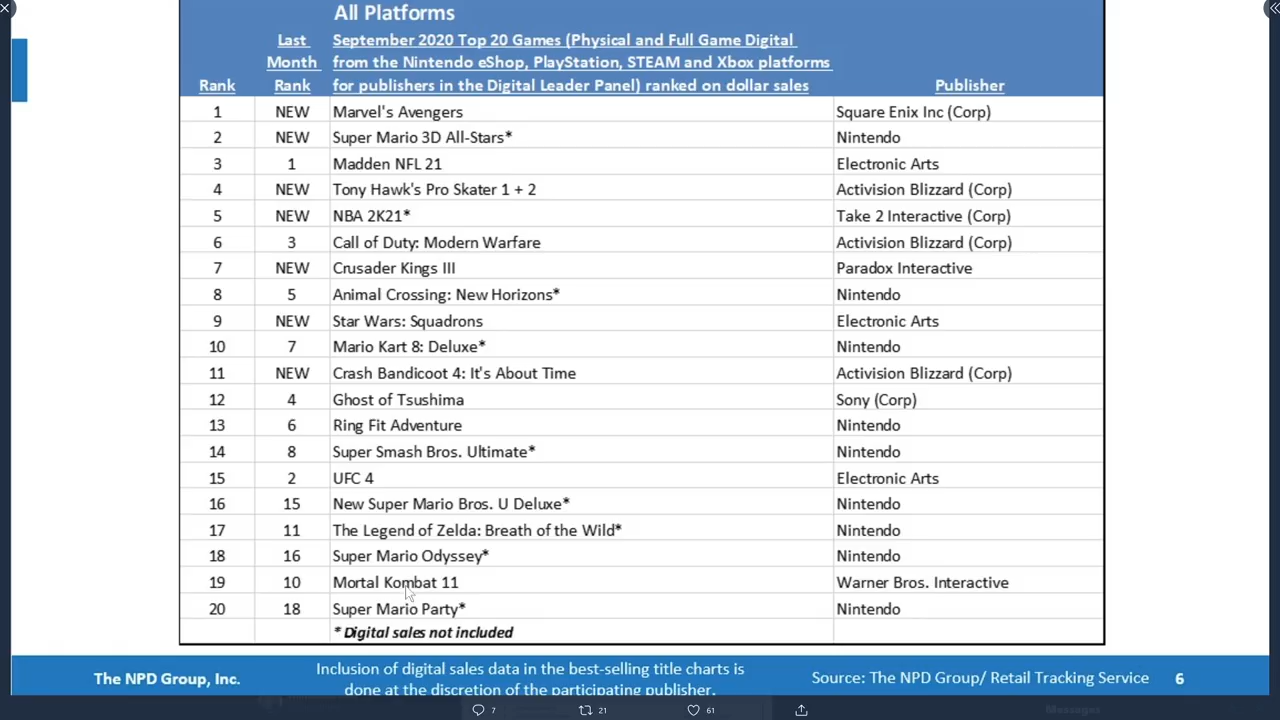 All Platforms
Last September 2020 Top 20 Games (Physical and Full Game Digital
Month from the Nintendo eShop, PlayStation, STEAM and Xbox platforms
Rank Rank for publishers in the Digital Leader Panel) ranked on dollar sales Publisher
1 NEW Marvel's Avengers Square Enix Inc (Corp)
2 NEW Super Mario 3D All-Stars* Nintendo
3 1 Madden NFL 21 Electronic Arts
4 NEW Tony Hawk's Pro Skater 1 + 2 Activision Blizzard (Corp)
5 NEW NBA 2K21* Take 2 Interactive (Corp)
6 3 Call of Duty: Modern Warfare Activision Blizzard (Corp)
7 NEW Crusader Kings III Paradox Interactive
8 5 Animal Crossing: New Horizons* Nintendo
9 NEW Star Wars: Squadrons Electronic Arts
10 7 Mario Kart 8: Deluxe* Nintendo
11 NEW Crash Bandicoot 4: It's About Time Activision Blizzard (Corp)
12 4 Ghost of Tsushima Sony (Corp)
13 6 Ring Fit Adventure Nintendo
14 8 Super Smash Bros. Ultimate* Nintendo
15 2 UFC 4 Electronic Arts
16 15 New Super Mario Bros. U Deluxe* Nintendo
17 11 The Legend of Zelda: Breath of the Wild* Nintendo
18 16 Super Mario Odyssey* Nintendo
19 10 Mortal Kombat 11 Warner Bros. Interactive
20 18 Super Mario Party* Nintendo
* Digital sales not included
The NPD Group, Inc.
Inclusion of digital sales data in the best-selling title charts is
done at the discretion of the participating publisher.
Source: The NPD Group/ Retail Tracking Service 6
7 21 61
Messages